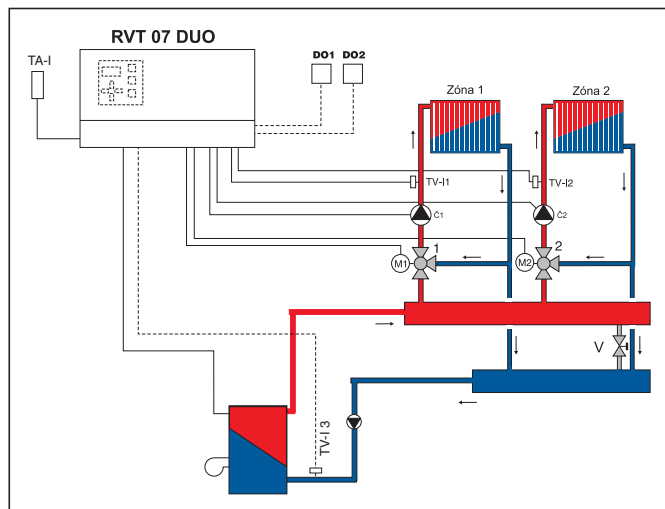 RVT 07 DUO
TA-I
DO1
DO2
Zóna 1
Zóna 2
TV-I1
TV-I2
Č1
Č2
1
2
M1
M2
V
TV-I 3